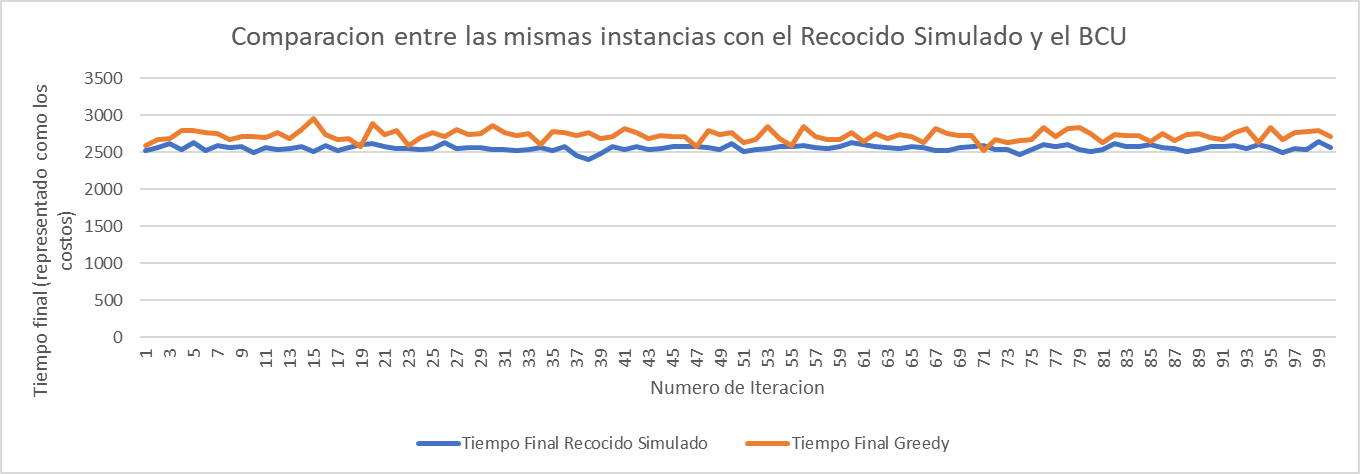 Comparacion entre las mismas instancias con el Recocido Simulado y el BCU
Tiempo final (representado como los
costos)
3500
3000
2500
2000
1500
1000
500
0
1 3 5 7 9 11 13 15 17 19 21 23 25 27 29 31 33 35 37 39 41 43 45 47 49 51 53 55 57 59 61 63 65 67 69 71 73 75 77 79 81 83 85 87 89 91 93 95 97 99
Numero de Iteracion
Tiempo Final Recocido Simulado
Tiempo Final Greedy